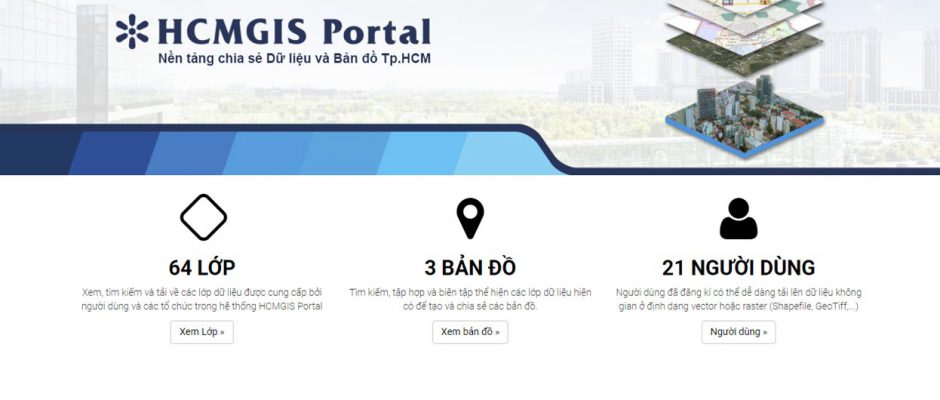 HCMGIS Portal
Nền tảng chia sẻ Dữ liệu và Bản đồ Tp.HCM
64 LỚP
Xem, tìm kiếm và tải về các lớp dữ liệu được cung cấp bởi
người dùng và các tổ chức trong hệ thống HCMGIS Portal
Xem Lớp »
3 BẢN ĐỒ
Tìm kiếm, tập hợp và biên tập thể hiện các lớp dữ liệu hiện
có để tạo và chia sẻ các bản đồ.
Xem bản đồ »
21 NGƯỜI DÙNG
Người dùng đã đăng kí có thể dễ dàng tải lên dữ liệu không
gian ở định dạng vector hoặc raster (Shapefile, GeoTiff,...)
Người dùng »